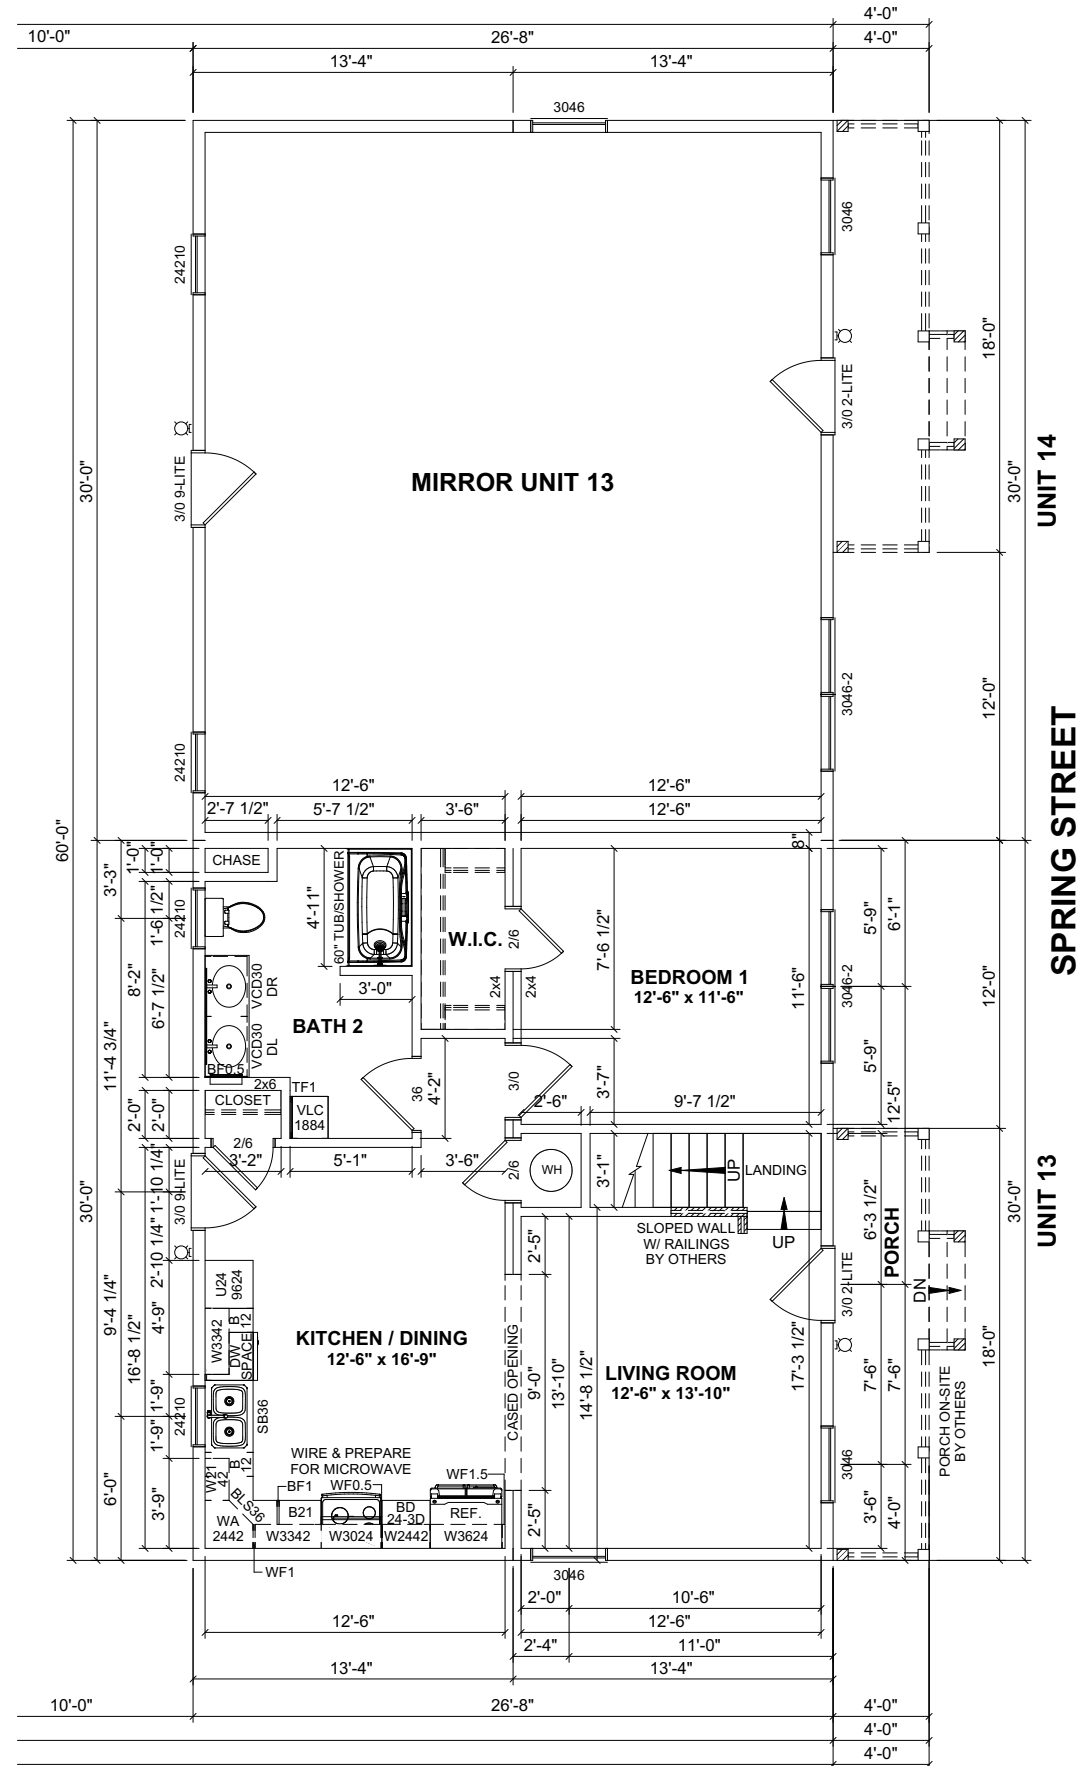 4'-0"
10'-0"
26'-8"
4'-0"
13'-4"
13'-4"
3046
3046
24210
18'-0"
3/0 2-LITE
3/0 9-LITE
30'-0"
MIRROR UNIT 13
30'-0"
UNIT 14
3046-2
12'-0"
24210
SPRING STREET
60'-0"
12'-6"
12'-6"
2'-7 1/2"
5'-7 1/2"
3'-6"
12'-6"
8"
3'-3"
1'-0"
1'-0"
CHASE
4'-11"
60" TUB/SHOWER
1'-6 1/2"
24210
W.I.C.
2/6
7'-6 1/2"
5'-9"
6'-1"
BEDROOM 1
12'-6" x 11'-6"
11'-6"
3046-2
12'-0"
8'-2"
6'-7 1/2"
VCD30
DR
3'-0"
2x4
2x4
BATH 2
VCD30
DL
BF0.5
11'-4 3/4"
5'-9"
12'-5"
2x6
TF1
36
4'-2"
3/0
3'-7"
2'-6"
9'-7 1/2"
2'-0"
2'-0"
CLOSET
VLC
1884
2/6
3'-2"
5'-1"
3'-6"
2/6
WH
3'-1"
UP
LANDING
30'-0"
1'-10 1/4"
3/0 9-LITE
UP
SLOPED WALL
W/ RAILINGS
BY OTHERS
6'-3 1/2"
PORCH
30'-0"
UNIT 13
2'-10 1/4"
2'-5"
U24
9624
3/0 2-LITE
DN
9'-4 1/4"
16'-8 1/2"
4'-9"
W3342
B
12
DW
SPACE
KITCHEN / DINING
12'-6" x 16'-9"
CASED OPENING
9'-0"
13'-10"
14'-8 1/2"
LIVING ROOM
12'-6" x 13'-10"
17'-3 1/2"
7'-6"
7'-6"
18'-0"
PORCH ON-SITE
BY OTHERS
1'-9"
1'-9"
24210
SB36
6'-0"
3'-9"
W21
42
B
12
BLS36
WIRE & PREPARE
FOR MICROWAVE
BF1
WF0.5
WF1.5
3046
WA
2442
B21
BD
24-3D
REF.
W3342
W3024
W2442
W3624
2'-5"
3'-6"
4'-0"
WF1
3046
2'-0"
10'-6"
12'-6"
12'-6"
2'-4"
11'-0"
13'-4"
13'-4"
10'-0"
26'-8"
4'-0"
4'-0"
4'-0"